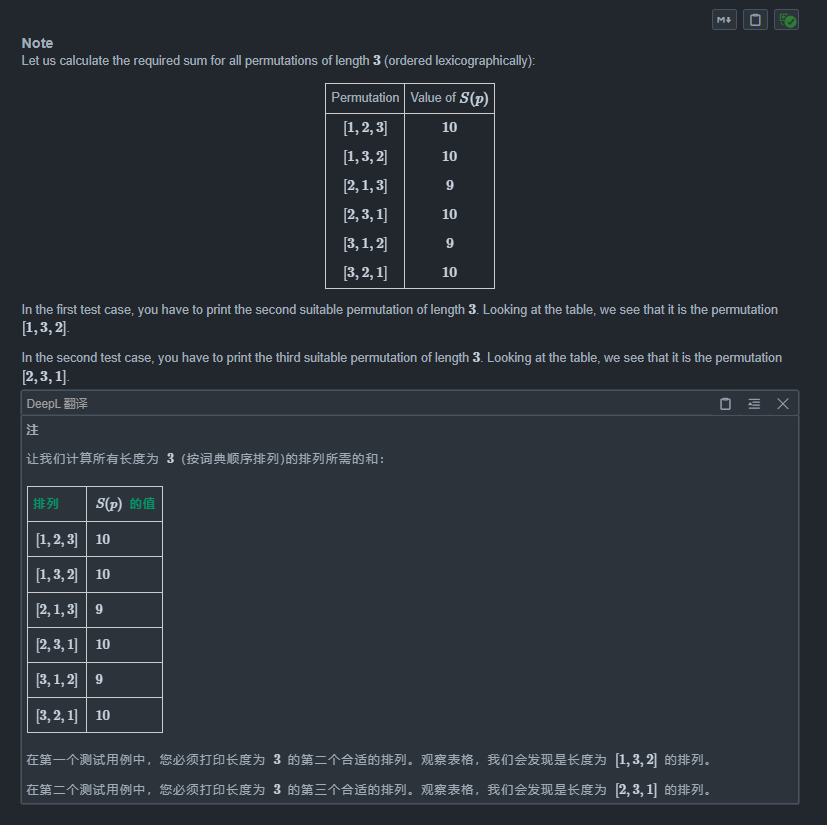 M↓
Note
Let us calculate the required sum for all permutations of length 3 (ordered lexicographically):
Permutation Value of S(p)
[1, 2, 3] 10
[1, 3, 2] 10
[2, 1, 3] 9
[2, 3, 1] 10
[3, 1, 2] 9
[3, 2, 1] 10
In the first test case, you have to print the second suitable permutation of length 3. Looking at the table, we see that it is the permutation
[1, 3, 2].
In the second test case, you have to print the third suitable permutation of length 3. Looking at the table, we see that it is the permutation
[2, 3, 1].
DeepL 翻译
注
让我们计算所有长度为 3 (按词典顺序排列)的排列所需的和：
排列 S(p) 的值
[1, 2, 3] 10
[1, 3, 2] 10
[2, 1, 3] 9
[2, 3, 1] 10
[3, 1, 2] 9
[3, 2, 1] 10
在第一个测试用例中，您必须打印长度为 3 的第二个合适的排列。观察表格，我们会发现是长度为 [1, 3, 2] 的排列。
在第二个测试用例中，您必须打印长度为 3 的第三个合适的排列。观察表格，我们会发现是长度为 [2, 3, 1] 的排列。